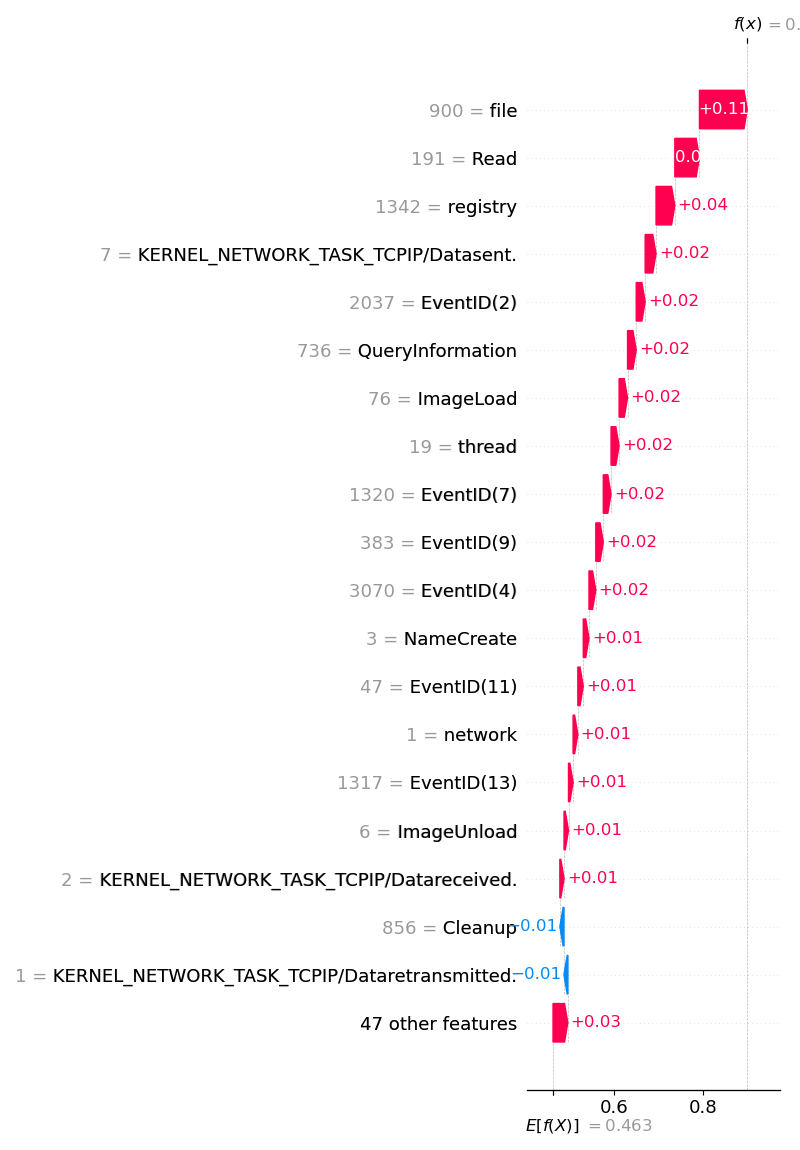 f(x) = 0.
900 = file
+0.11
191 = Read
0.0
1342 = registry
+0.04
7 = KERNEL_NETWORK_TASK_TCPIP/Datasent.
+0.02
2037 = EventID(2)
+0.02
736 = QueryInformation
+0.02
76 = ImageLoad
+0.02
19 = thread
+0.02
1320 = EventID(7)
+0.02
383 = EventID(9)
+0.02
3070 = EventID(4)
+0.02
3 = NameCreate
+0.01
47 = EventID(11)
+0.01
1 = network
+0.01
1317 = EventID(13)
+0.01
6 = ImageUnload
+0.01
2 = KERNEL_NETWORK_TASK_TCPIP/Datareceived.
+0.01
856 = Cleanup
−0.01
1 = KERNEL_NETWORK_TASK_TCPIP/Dataretransmitted.
−0.01
47 other features
+0.03
0.6 0.8
E[f(X)] = 0.463